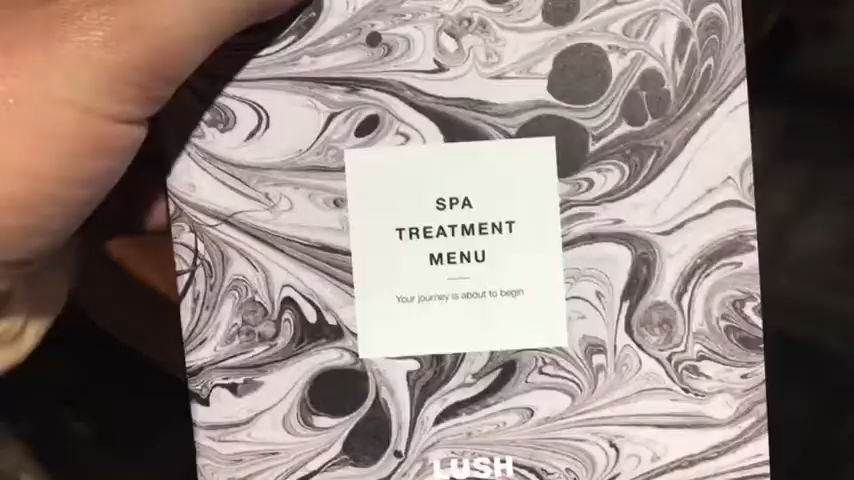 SPA
TREATMENT
MENU
Your journey is about to begin
LUSH